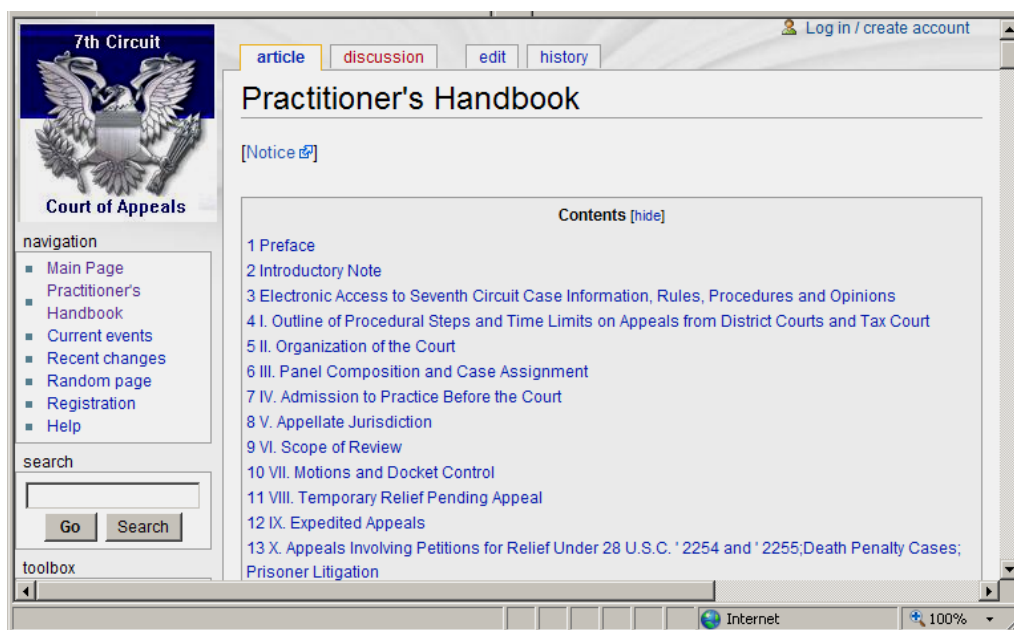 7th Circuit
Court of Appeals
Log in / create account
article discussion edit history
Practitioner's Handbook
[Notice]
Contents [hide]
1 Preface
2 Introductory Note
3 Electronic Access to Seventh Circuit Case Information, Rules, Procedures and Opinions
4 I. Outline of Procedural Steps and Time Limits on Appeals from District Courts and Tax Court
5 II. Organization of the Court
6 III. Panel Composition and Case Assignment
7 IV. Admission to Practice Before the Court
8 V. Appellate Jurisdiction
9 VI. Scope of Review
10 VII. Motions and Docket Control
11 VIII. Temporary Relief Pending Appeal
12 IX. Expedited Appeals
13 X. Appeals Involving Petitions for Relief Under 28 U.S.C. ' 2254 and ' 2255;Death Penalty Cases;
Prisoner Litigation
navigation
Main Page
Practitioner's
Handbook
Current events
Recent changes
Random page
Registration
Help
search
Go Search
toolbox
Internet 100%